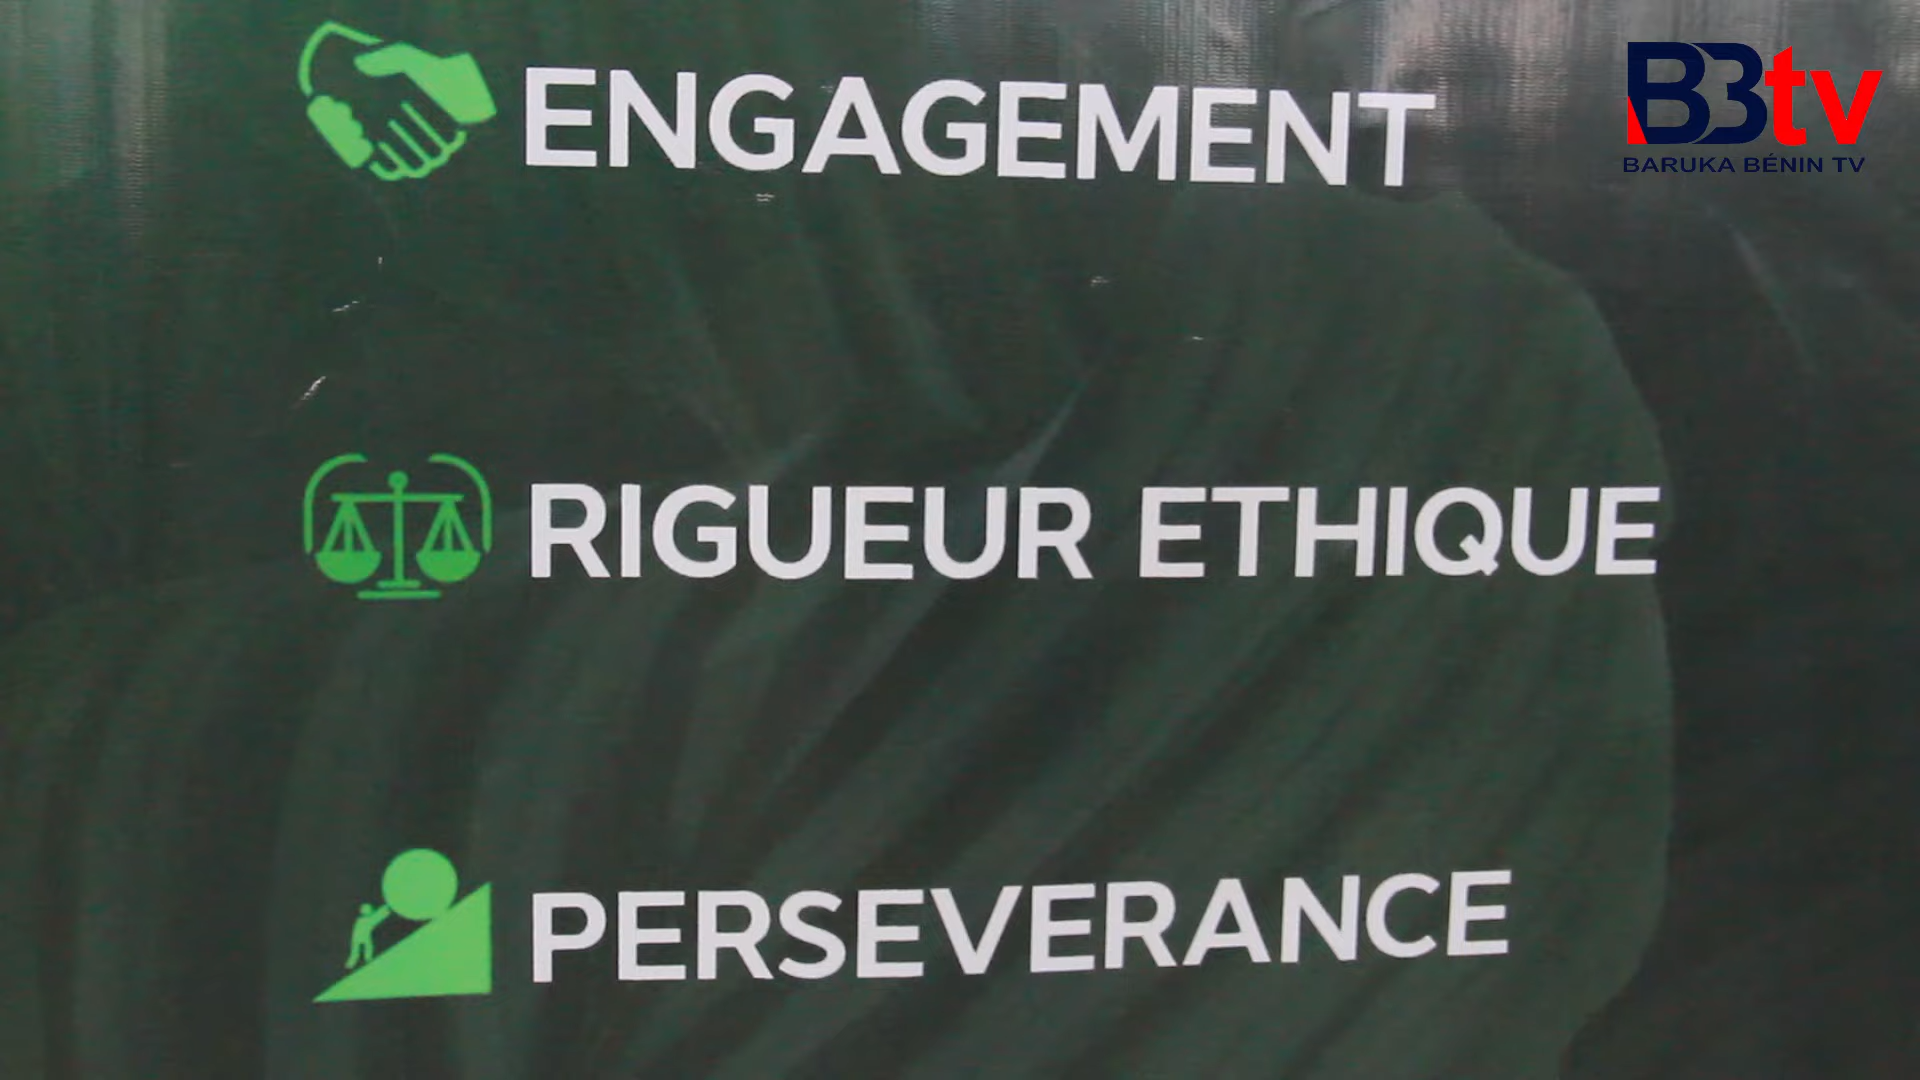 ENGAGEMENT
B3tv
BARUKA BÉNIN TV
RIGUEUR ETHIQUE
PERSEVERANCE